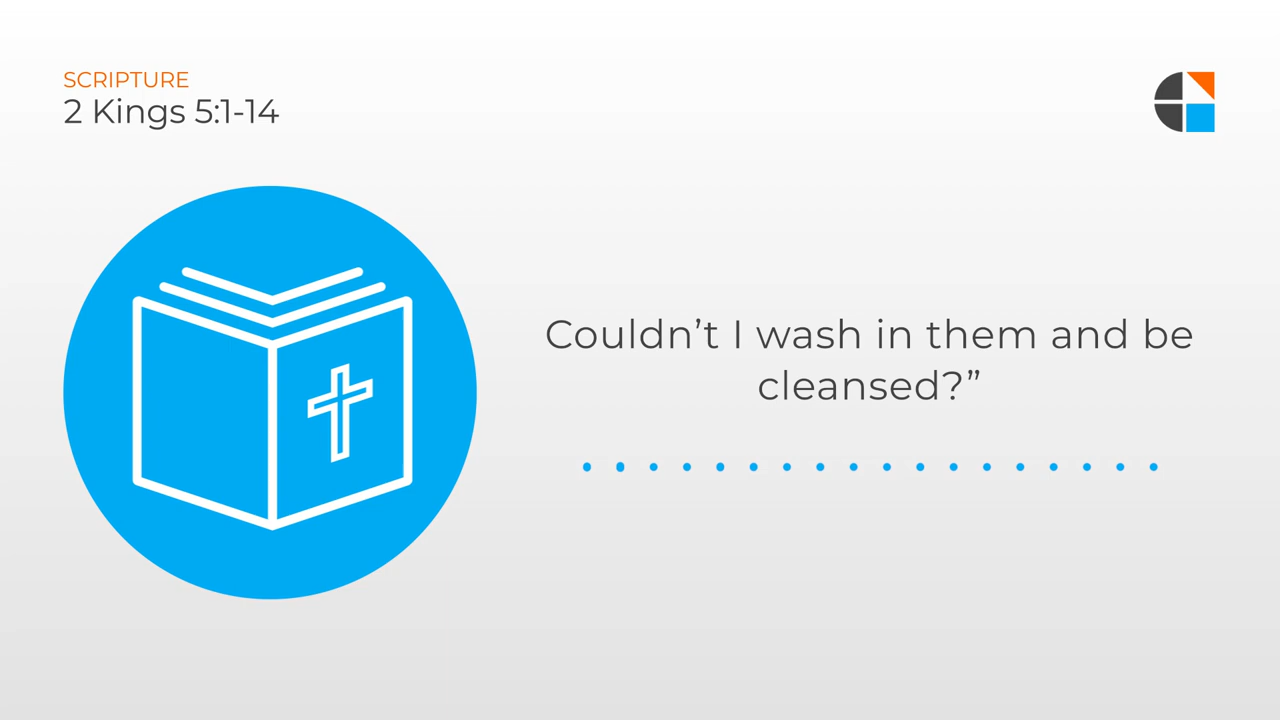 SCRIPTURE
2 Kings 5:1-14
Couldn’t I wash in them and be
cleansed?”